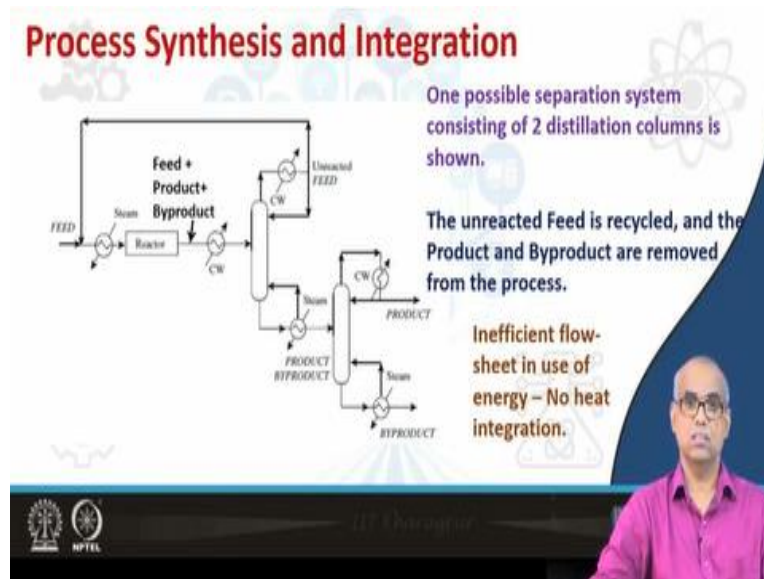 Process Synthesis and Integration
One possible separation system
consisting of 2 distillation columns is
shown.
The unreacted Feed is recycled, and the
Product and Byproduct are removed
from the process.
Inefficient flow-
sheet in use of
energy – No heat
integration.
Feed +
Product+
Byproduct
FEED
Steam
Reactor
CW
Unreacted
FEED
CW
Steam
PRODUCT
BYPRODUCT
CW
PRODUCT
Steam
BYPRODUCT
IIT Kharagpur
NPTEL